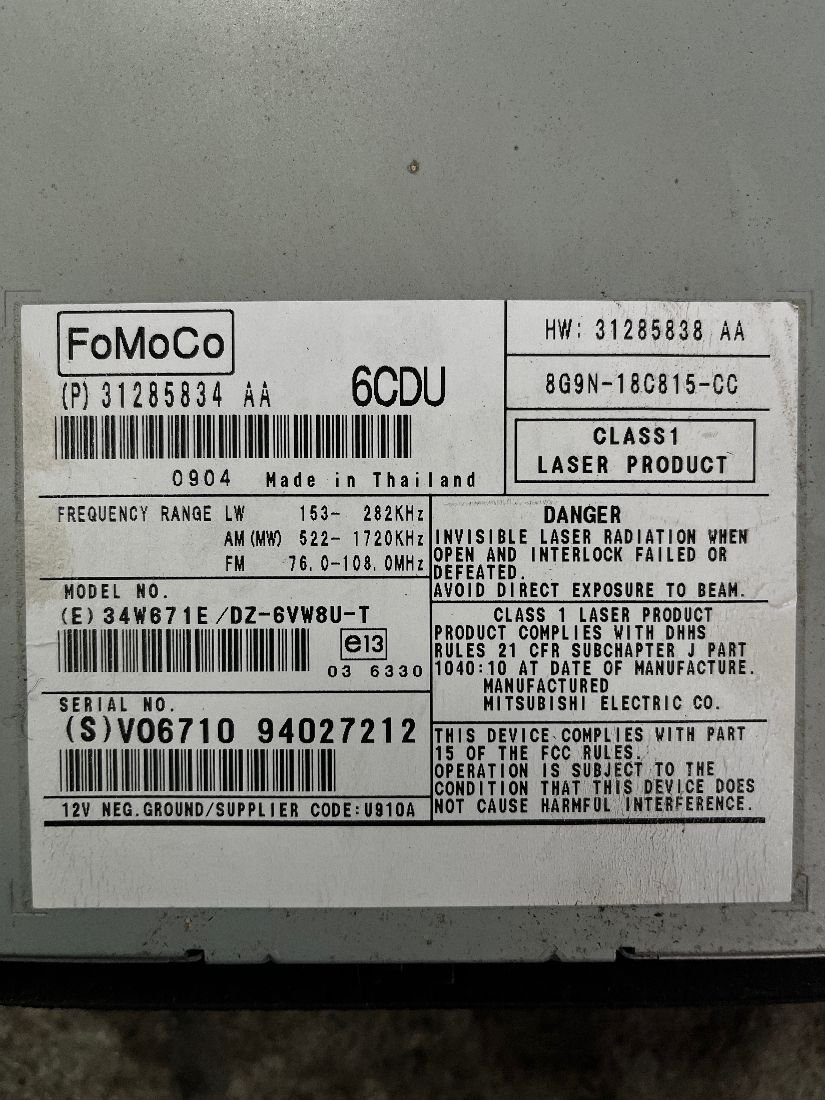 FoMoCo
(P) 31285834 AA 6CDU
0904 Made in Thailand
HW: 31285838 AA
8G9N-18C815-CC
CLASS1
LASER PRODUCT
FREQUENCY RANGE LW 153- 282KHz
AM(MW) 522- 1720KHz
FM 76.0-108.0MHz
MODEL NO.
(E) 34W671E/DZ-6VW8U-T
e13
03 6330
SERIAL NO.
(S)VO6710 94027212
12V NEG.GROUND/SUPPLIER CODE:U910A
DANGER
INVISIBLE LASER RADIATION WHEN
OPEN AND INTERLOCK FAILED OR
DEFEATED.
AVOID DIRECT EXPOSURE TO BEAM.
CLASS 1 LASER PRODUCT
PRODUCT COMPLIES WITH DHHS
RULES 21 CFR SUBCHAPTER J PART
1040:10 AT DATE OF MANUFACTURE.
MANUFACTURED
MITSUBISHI ELECTRIC CO.
THIS DEVICE COMPLIES WITH PART
15 OF THE FCC RULES.
OPERATION IS SUBJECT TO THE
CONDITION THAT THIS DEVICE DOES
NOT CAUSE HARMFUL INTERFERENCE.